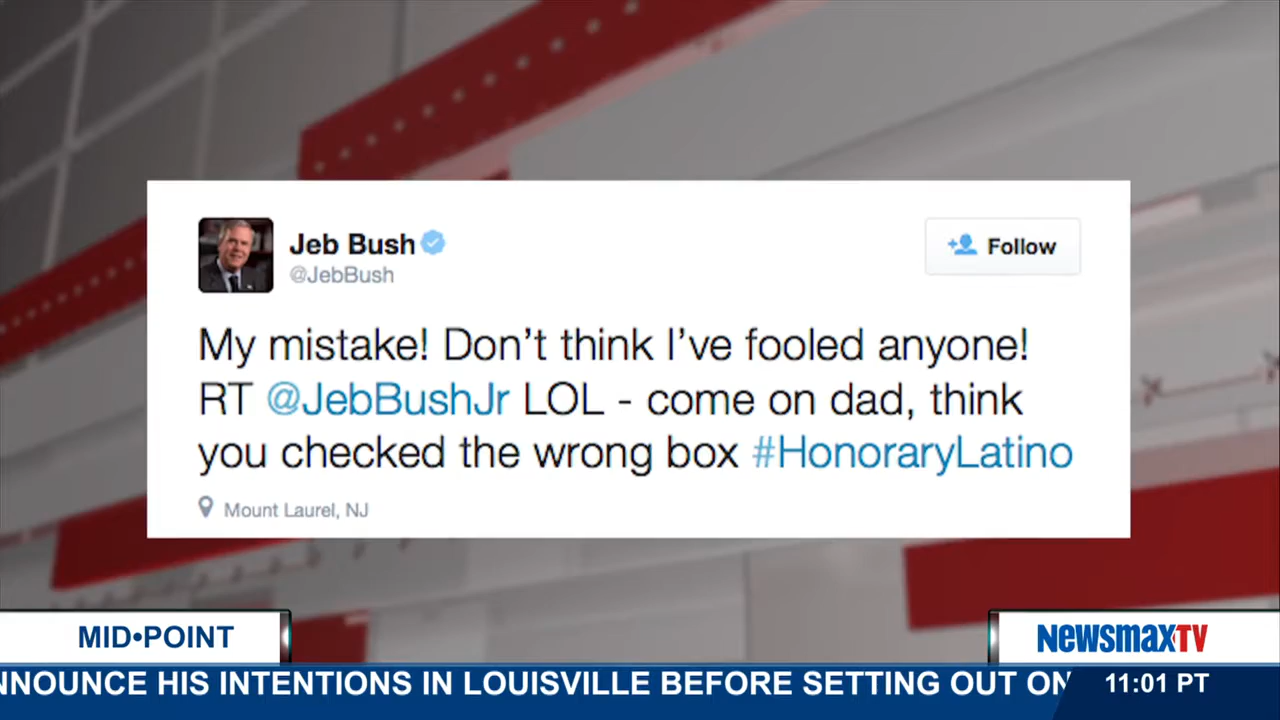 Jeb Bush
@JebBush
Follow
My mistake! Don't think I've fooled anyone!
RT @JebBushJr LOL - come on dad, think
you checked the wrong box #HonoraryLatino
Mount Laurel, NJ
MID•POINT
NEWSMAXTV
NNOUNCE HIS INTENTIONS IN LOUISVILLE BEFORE SETTING OUT ON
11:01 PT